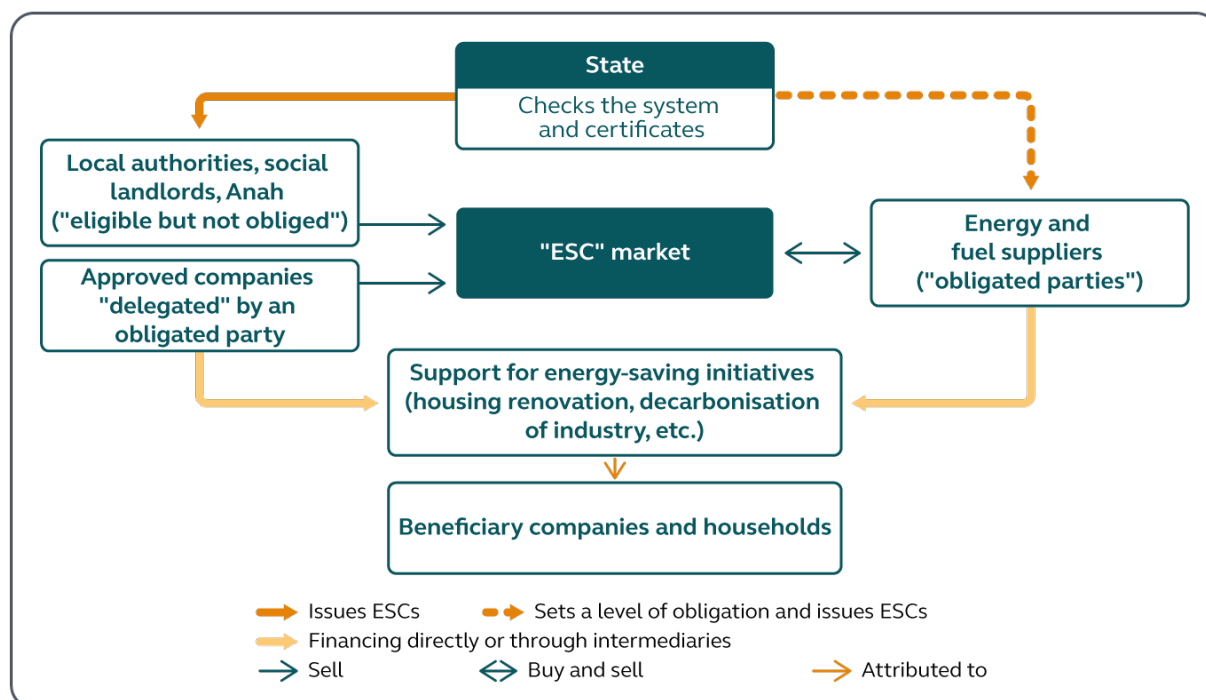 State
Checks the system
and certificates
Local authorities, social
landlords, Anah
("eligible but not obliged")
Approved companies
"delegated" by an
obligated party
"ESC" market
Energy and
fuel suppliers
("obligated parties")
Support for energy-saving initiatives
(housing renovation, decarbonisation
of industry, etc.)
Beneficiary companies and households
Issues ESCs
Sets a level of obligation and issues ESCs
Financing directly or through intermediaries
Sell
Buy and sell
Attributed to